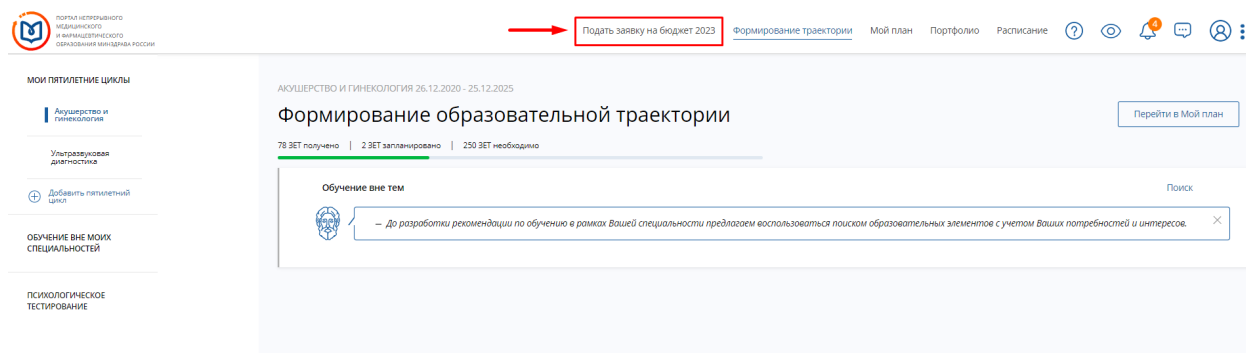 ПОРТАЛ НЕПРЕРЫВНОГО
МЕДИЦИНСКОГО
И ФАРМАЦЕВТИЧЕСКОГО
ОБРАЗОВАНИЯ МИНЗДРАВА РОССИИ
Подать заявку на бюджет 2023 Формирование траектории Мой план Портфолио Расписание ? 4
МОИ ПЯТИЛЕТНИЕ ЦИКЛЫ
Акушерство и
гинекология
Ультразвуковая
диагностика
Добавить пятилетний
цикл
ОБУЧЕНИЕ ВНЕ МОИХ
СПЕЦИАЛЬНОСТЕЙ
ПСИХОЛОГИЧЕСКОЕ
ТЕСТИРОВАНИЕ
АКУШЕРСТВО И ГИНЕКОЛОГИЯ 26.12.2020 - 25.12.2025
Формирование образовательной траектории
Перейти в Мой план
78 ЗЕТ получено | 2 ЗЕТ запланировано | 250 ЗЕТ необходимо
Обучение вне тем Поиск
— До разработки рекомендации по обучению в рамках Вашей специальности предлагаем воспользоваться поиском образовательных элементов с учетом Ваших потребностей и интересов.